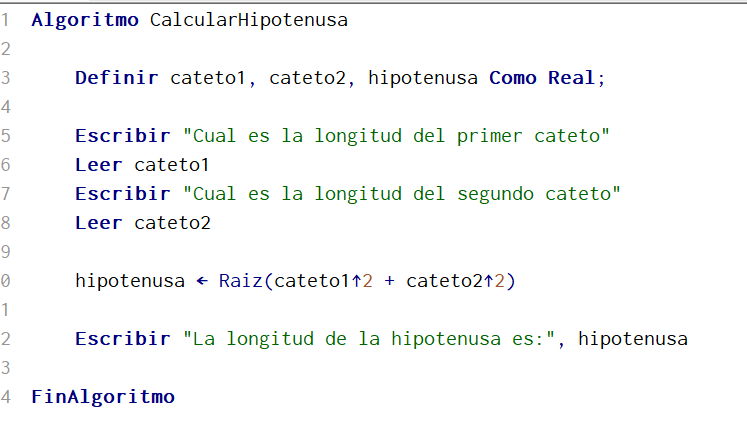 1 Algoritmo CalcularHipotenusa
2
3 Definir cateto1, cateto2, hipotenusa Como Real;
4
5 Escribir "Cual es la longitud del primer cateto"
6 Leer cateto1
7 Escribir "Cual es la longitud del segundo cateto"
8 Leer cateto2
9
0 hipotenusa ← Raiz(cateto1↑2 + cateto2↑2)
1
2 Escribir "La longitud de la hipotenusa es:", hipotenusa
3
4 FinAlgoritmo